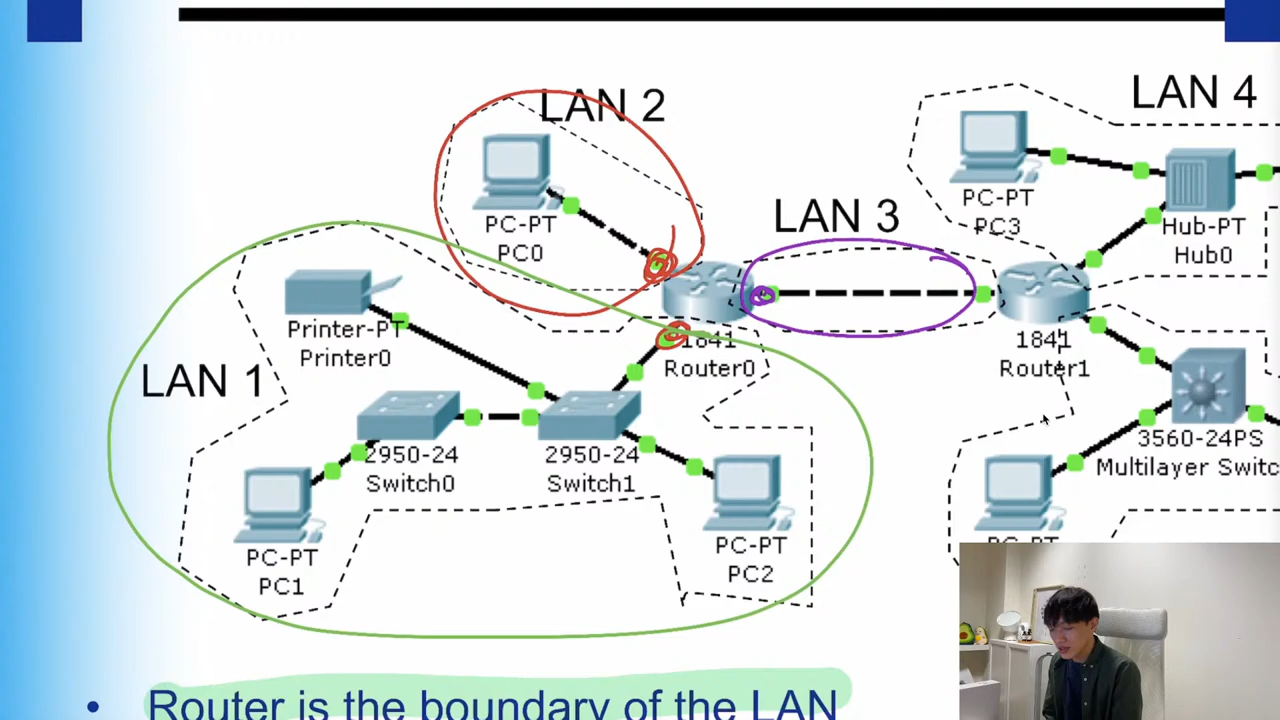 LAN 2
LAN 4
PC-PT
PC0
LAN 3
PC-PT
PC3
Hub-PT
Hub0
Printer-PT
Printer0
1841
Router0
1841
Router1
LAN 1
2950-24
Switch0
2950-24
Switch1
3560-24PS
Multilayer Switc
PC-PT
PC1
PC-PT
PC2
PC-PT
• Router is the boundary of the LAN